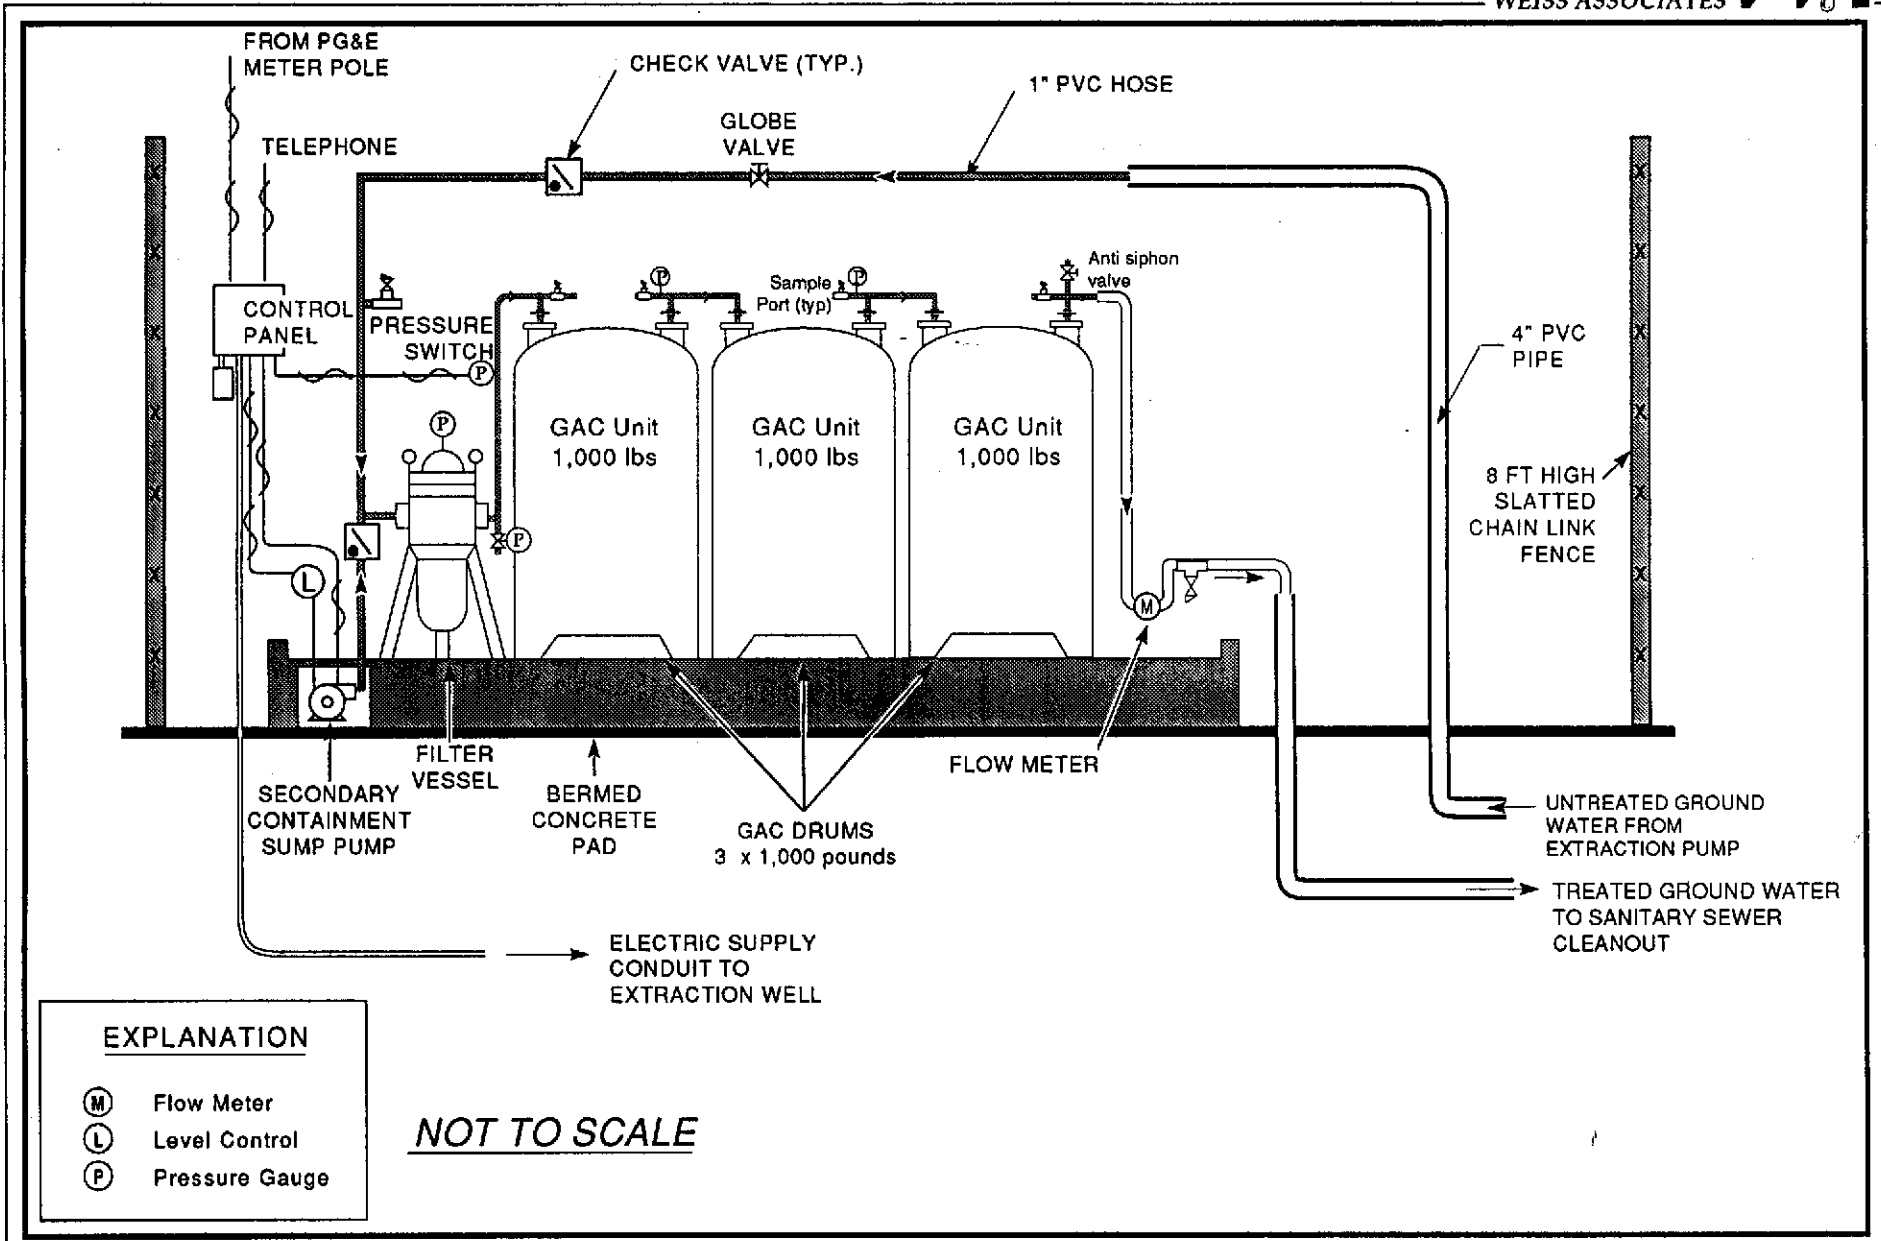 WEISS ASSOCIATES
FROM PG&E
METER POLE
CHECK VALVE (TYP.)
1" PVC HOSE
GLOBE
VALVE
TELEPHONE
Anti siphon
valve
Sample
Port (typ)
P
P
CONTROL
PANEL
PRESSURE
SWITCH
P
4" PVC
PIPE
P
GAC Unit
1,000 lbs
GAC Unit
1,000 lbs
GAC Unit
1,000 lbs
8 FT HIGH
SLATTED
CHAIN LINK
FENCE
P
L
M
FILTER
VESSEL
FLOW METER
SECONDARY
CONTAINMENT
SUMP PUMP
BERMED
CONCRETE
PAD
GAC DRUMS
3 x 1,000 pounds
UNTREATED GROUND
WATER FROM
EXTRACTION PUMP
TREATED GROUND WATER
TO SANITARY SEWER
CLEANOUT
ELECTRIC SUPPLY
CONDUIT TO
EXTRACTION WELL
EXPLANATION
M Flow Meter
L Level Control
P Pressure Gauge
NOT TO SCALE